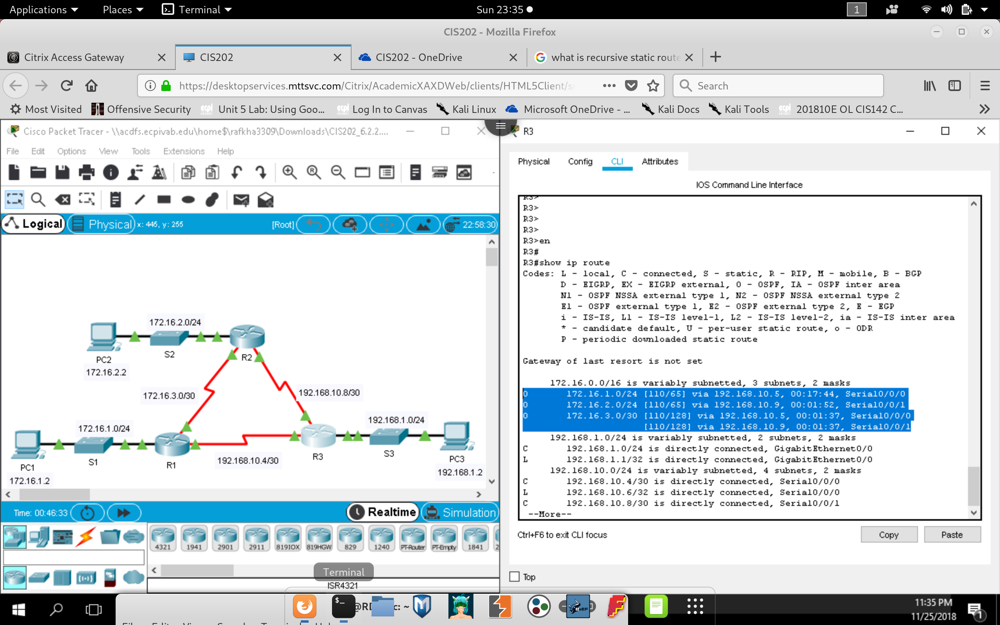 Applications
Places
Terminal
Sun 23:35
1
CIS202 - Mozilla Firefox
Citrix Access Gateway
CIS202
CIS202 - OneDrive
what is recursive static route
https://desktopservices.mttsvc.com/Citrix/AcademicXAXDWeb/clients/HTML5Client/
Search
Most Visited
Offensive Security
ecpi Unit 5 Lab: Using Goo...
ecpi Log In to Canvas
Kali Linux
Microsoft OneDrive - ...
Kali Docs
Kali Tools
ecpi 201810E OL CIS142 C...
Cisco Packet Tracer - \\acdfs.ecpivab.edu\home$\rafkha3309\Downloads\CIS202_6.2.2....
File Edit Options View Tools Extensions Help
Logical
Physical
x: 445, y: 255
[Root]
22:58:30
172.16.2.0/24
PC2
S2
R2
172.16.2.2
172.16.3.0/30
192.168.10.8/30
172.16.1.0/24
192.168.1.0/24
PC1
S1
R1
192.168.10.4/30
R3
S3
PC3
172.16.1.2
192.168.1.2
Time: 00:46:33
Realtime
Simulation
4321
1941
2901
2911
819IOX
819HGW
829
1240
PT-Router
PT-Empty
1841
2
Terminal
ISR4321
R3
Physical
Config
CLI
Attributes
IOS Command Line Interface
R3>
R3>
R3>
R3>
R3>en
R3#
R3#show ip route
Codes: L - local, C - connected, S - static, R - RIP, M - mobile, B - BGP
D - EIGRP, EX - EIGRP external, O - OSPF, IA - OSPF inter area
N1 - OSPF NSSA external type 1, N2 - OSPF NSSA external type 2
E1 - OSPF external type 1, E2 - OSPF external type 2, E - EGP
i - IS-IS, L1 - IS-IS level-1, L2 - IS-IS level-2, ia - IS-IS inter area
* - candidate default, U - per-user static route, o - ODR
P - periodic downloaded static route
Gateway of last resort is not set
172.16.0.0/16 is variably subnetted, 3 subnets, 2 masks
O 172.16.1.0/24 [110/65] via 192.168.10.5, 00:17:44, Serial0/0/0
O 172.16.2.0/24 [110/65] via 192.168.10.9, 00:01:52, Serial0/0/1
O 172.16.3.0/30 [110/128] via 192.168.10.5, 00:01:37, Serial0/0/0
[110/128] via 192.168.10.9, 00:01:37, Serial0/0/1
192.168.1.0/24 is variably subnetted, 2 subnets, 2 masks
C 192.168.1.0/24 is directly connected, GigabitEthernet0/0
L 192.168.1.1/32 is directly connected, GigabitEthernet0/0
192.168.10.0/24 is variably subnetted, 4 subnets, 2 masks
C 192.168.10.4/30 is directly connected, Serial0/0/0
L 192.168.10.6/32 is directly connected, Serial0/0/0
C 192.168.10.8/30 is directly connected, Serial0/0/1
--More--
Ctrl+F6 to exit CLI focus
Copy
Paste
Top
$_
BeEF
11:35 PM
11/25/2018
1